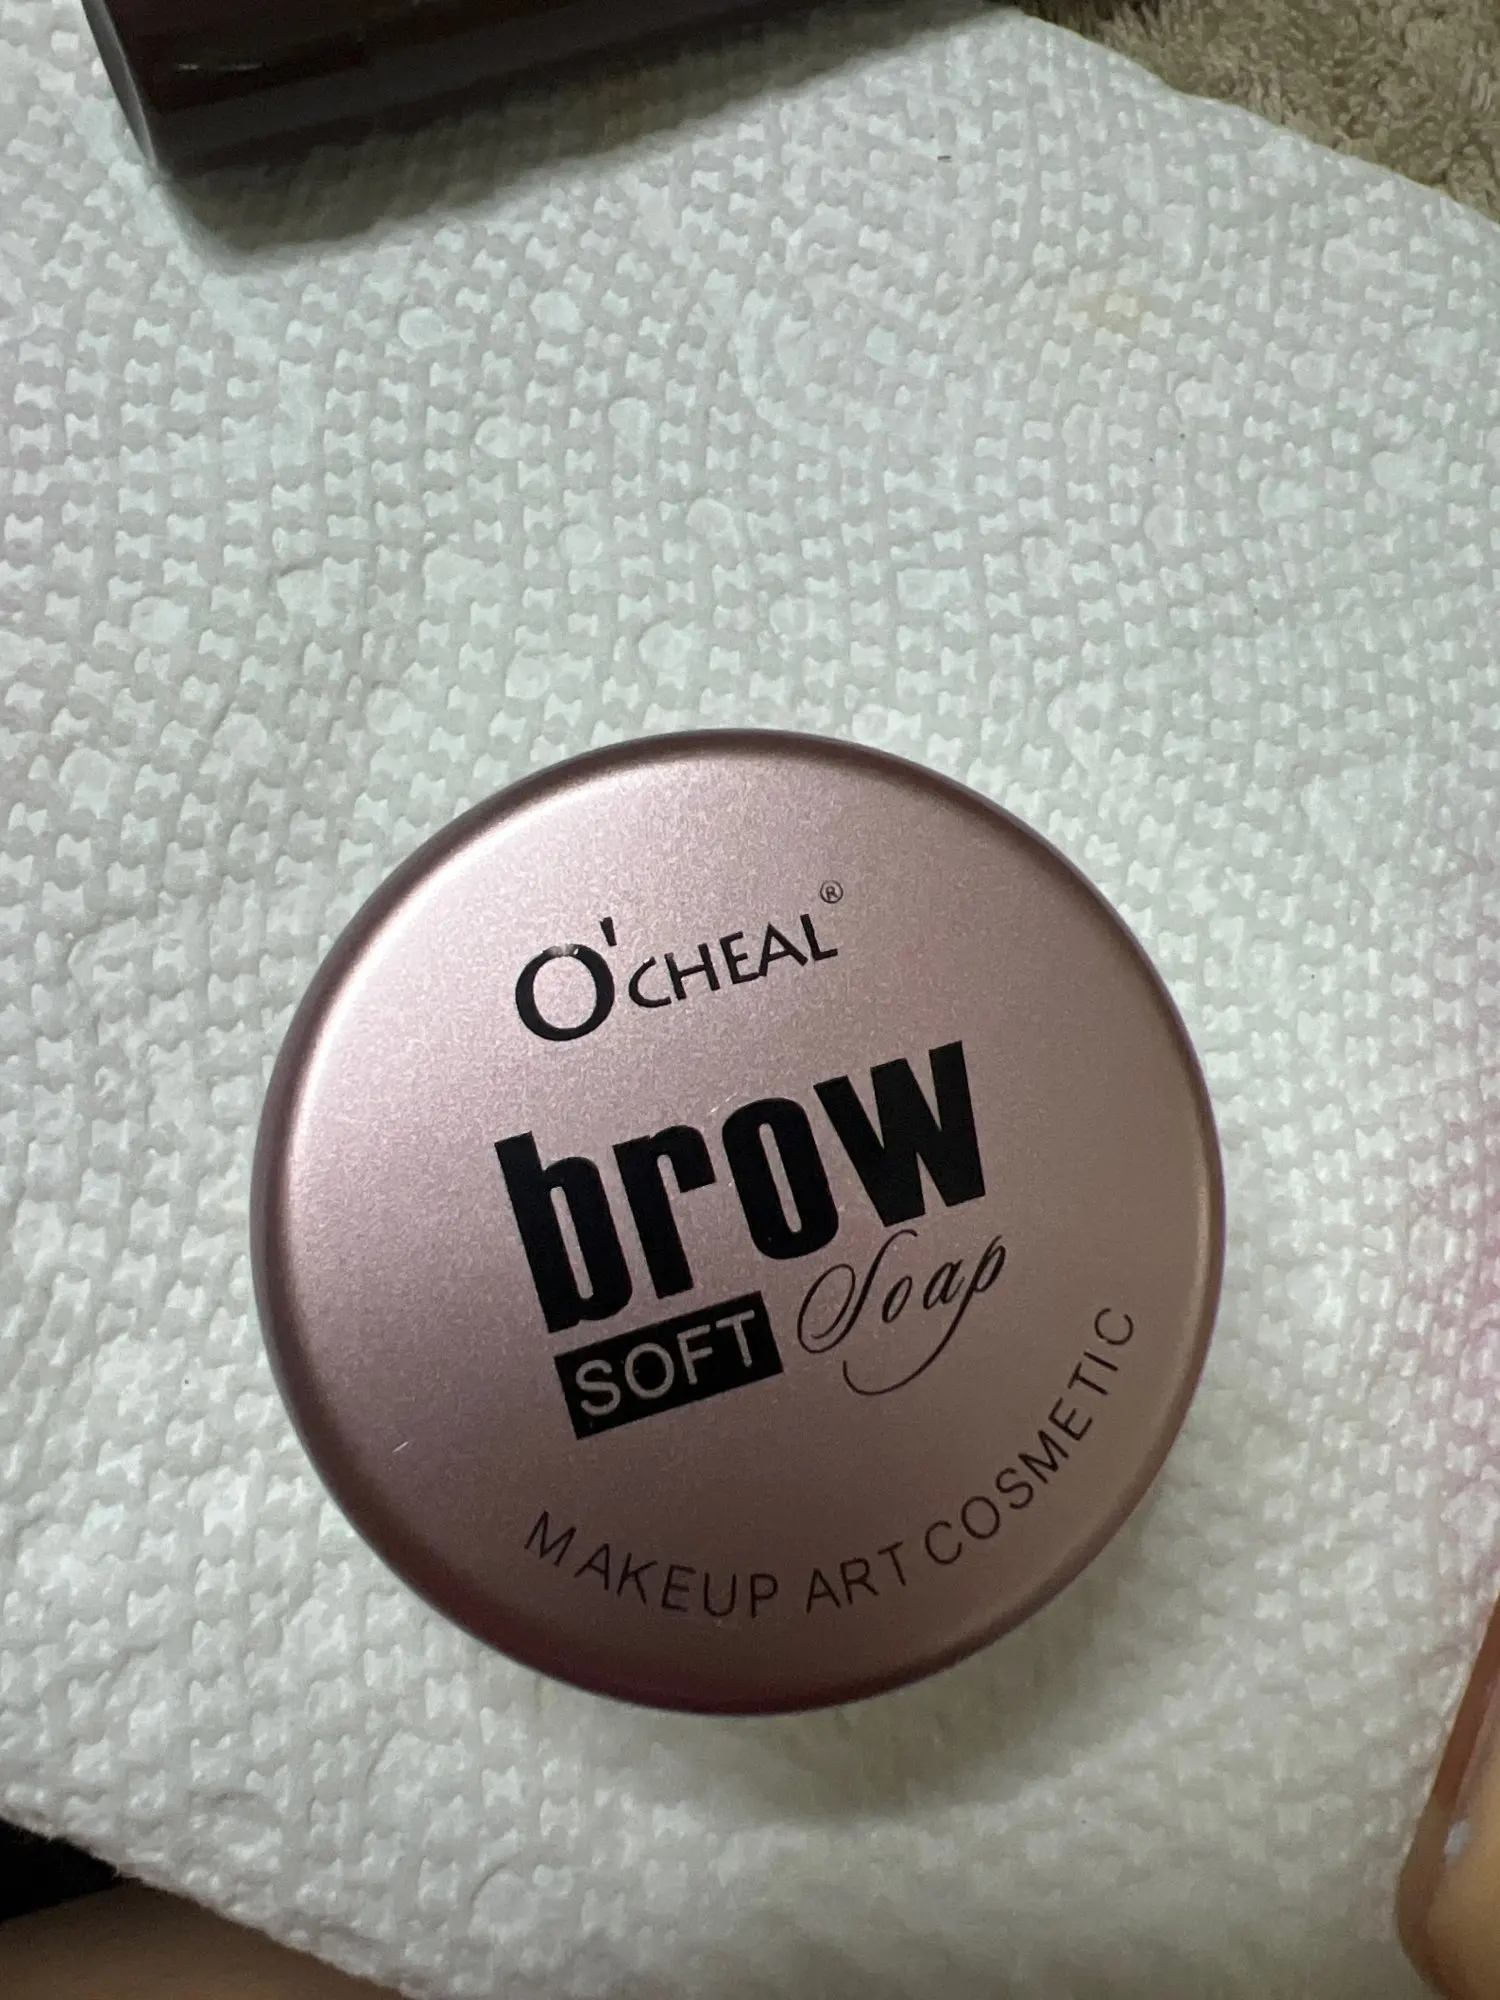 O'CHEAL®
brow
SOFT Soap
MAKEUP ART COSMETIC